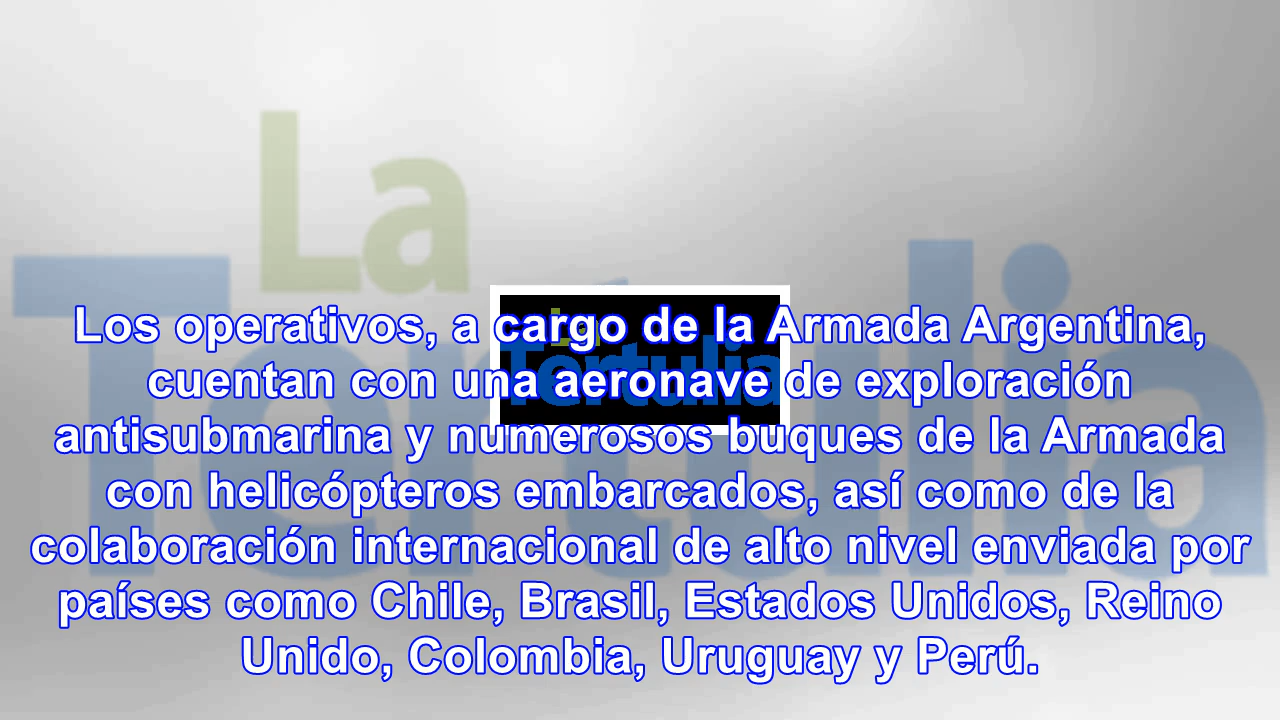 La
Tertulia
La
Tertulia
Los operativos, a cargo de la Armada Argentina,
cuentan con una aeronave de exploración
antisubmarina y numerosos buques de la Armada
con helicópteros embarcados, así como de la
colaboración internacional de alto nivel enviada por
países como Chile, Brasil, Estados Unidos, Reino
Unido, Colombia, Uruguay y Perú.